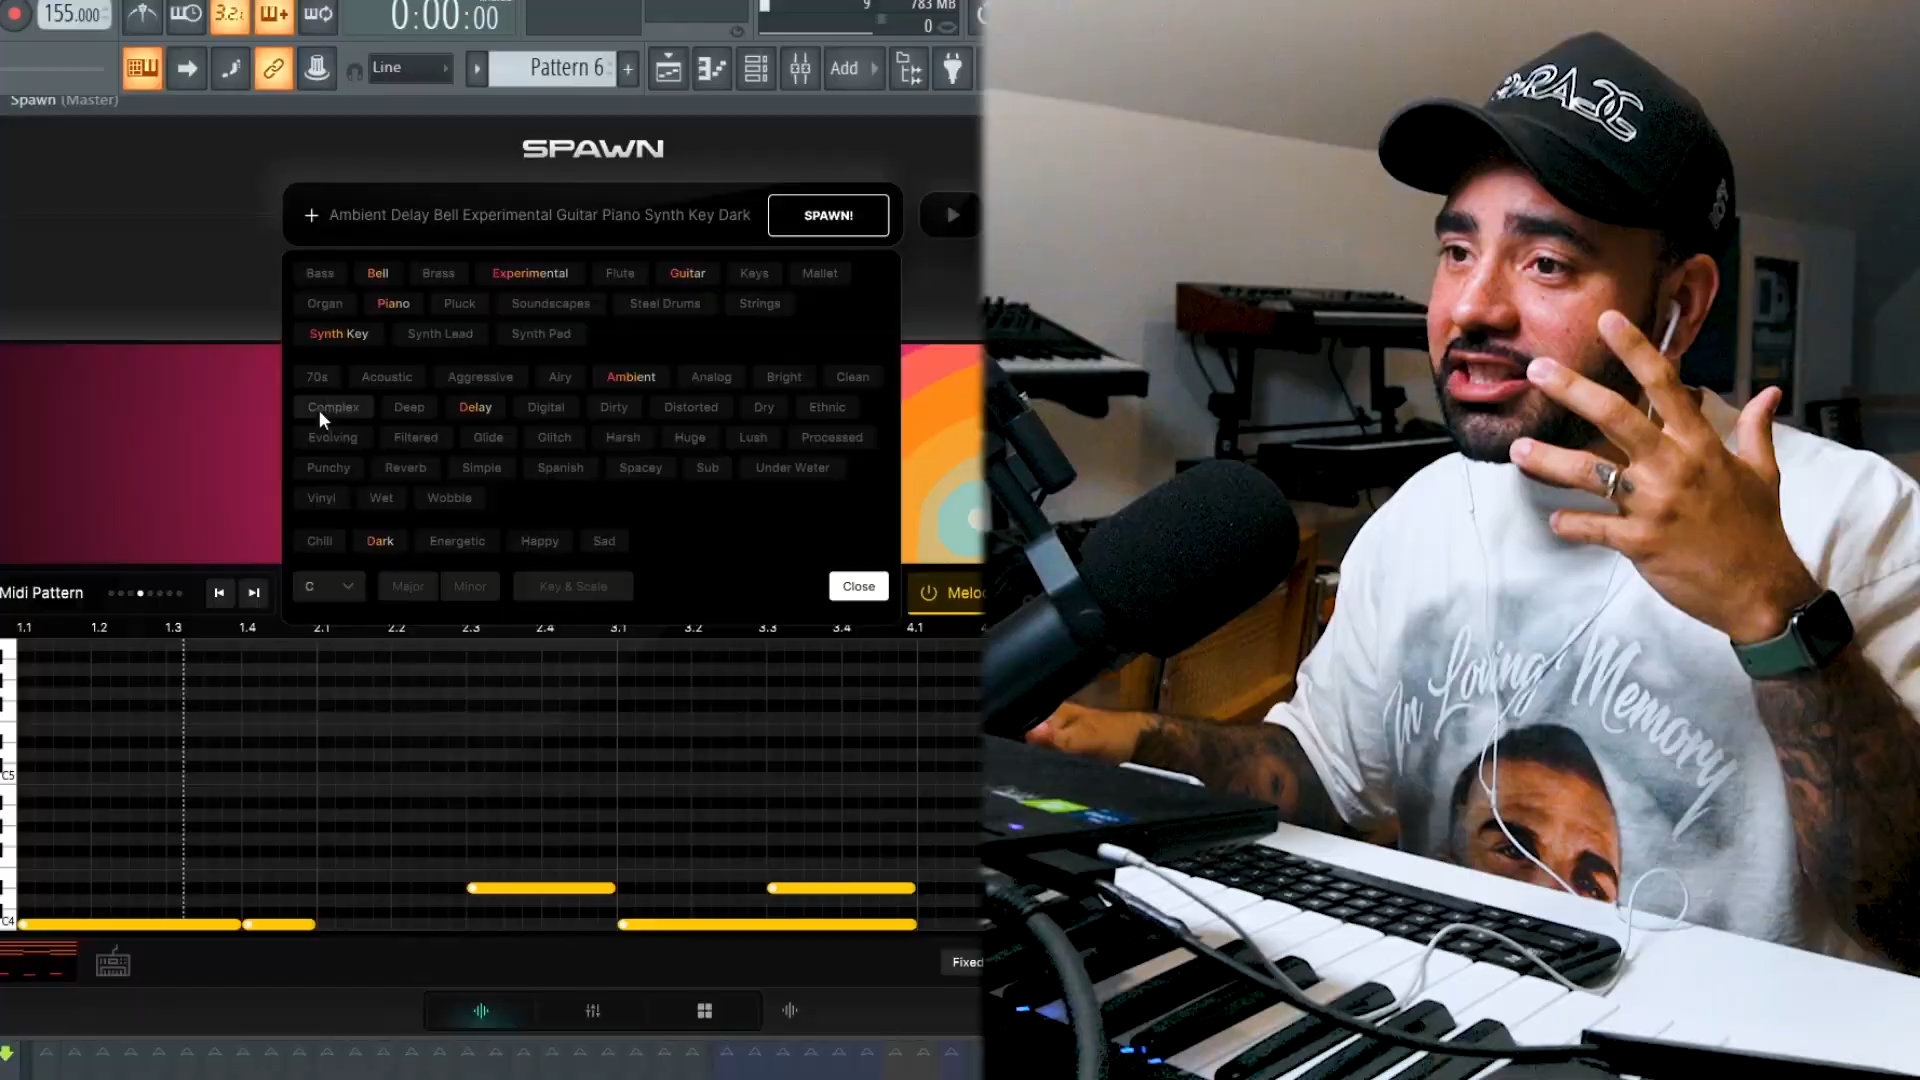 155.000
3.2.
0:00:00
9
783 MB
0
Line
Pattern 6
+
Add
Spawn (Master)
SPAWN
+ Ambient Delay Bell Experimental Guitar Piano Synth Key Dark
SPAWN!
Bass Bell Brass Experimental Flute Guitar Keys Mallet
Organ Piano Pluck Soundscapes Steel Drums Strings
Synth Key Synth Lead Synth Pad
70s Acoustic Aggressive Airy Ambient Analog Bright Clean
Complex Deep Delay Digital Dirty Distorted Dry Ethnic
Evolving Filtered Glide Glitch Harsh Huge Lush Processed
Punchy Reverb Simple Spanish Spacey Sub Under Water
Vinyl Wet Wobble
Chill Dark Energetic Happy Sad
C Major Minor Key & Scale
Close
Midi Pattern
Melo
1.1 1.2 1.3 1.4 2.1 2.2 2.3 2.4 3.1 3.2 3.3 3.4 4.1
C5
C4
Fixed
In Loving Memory